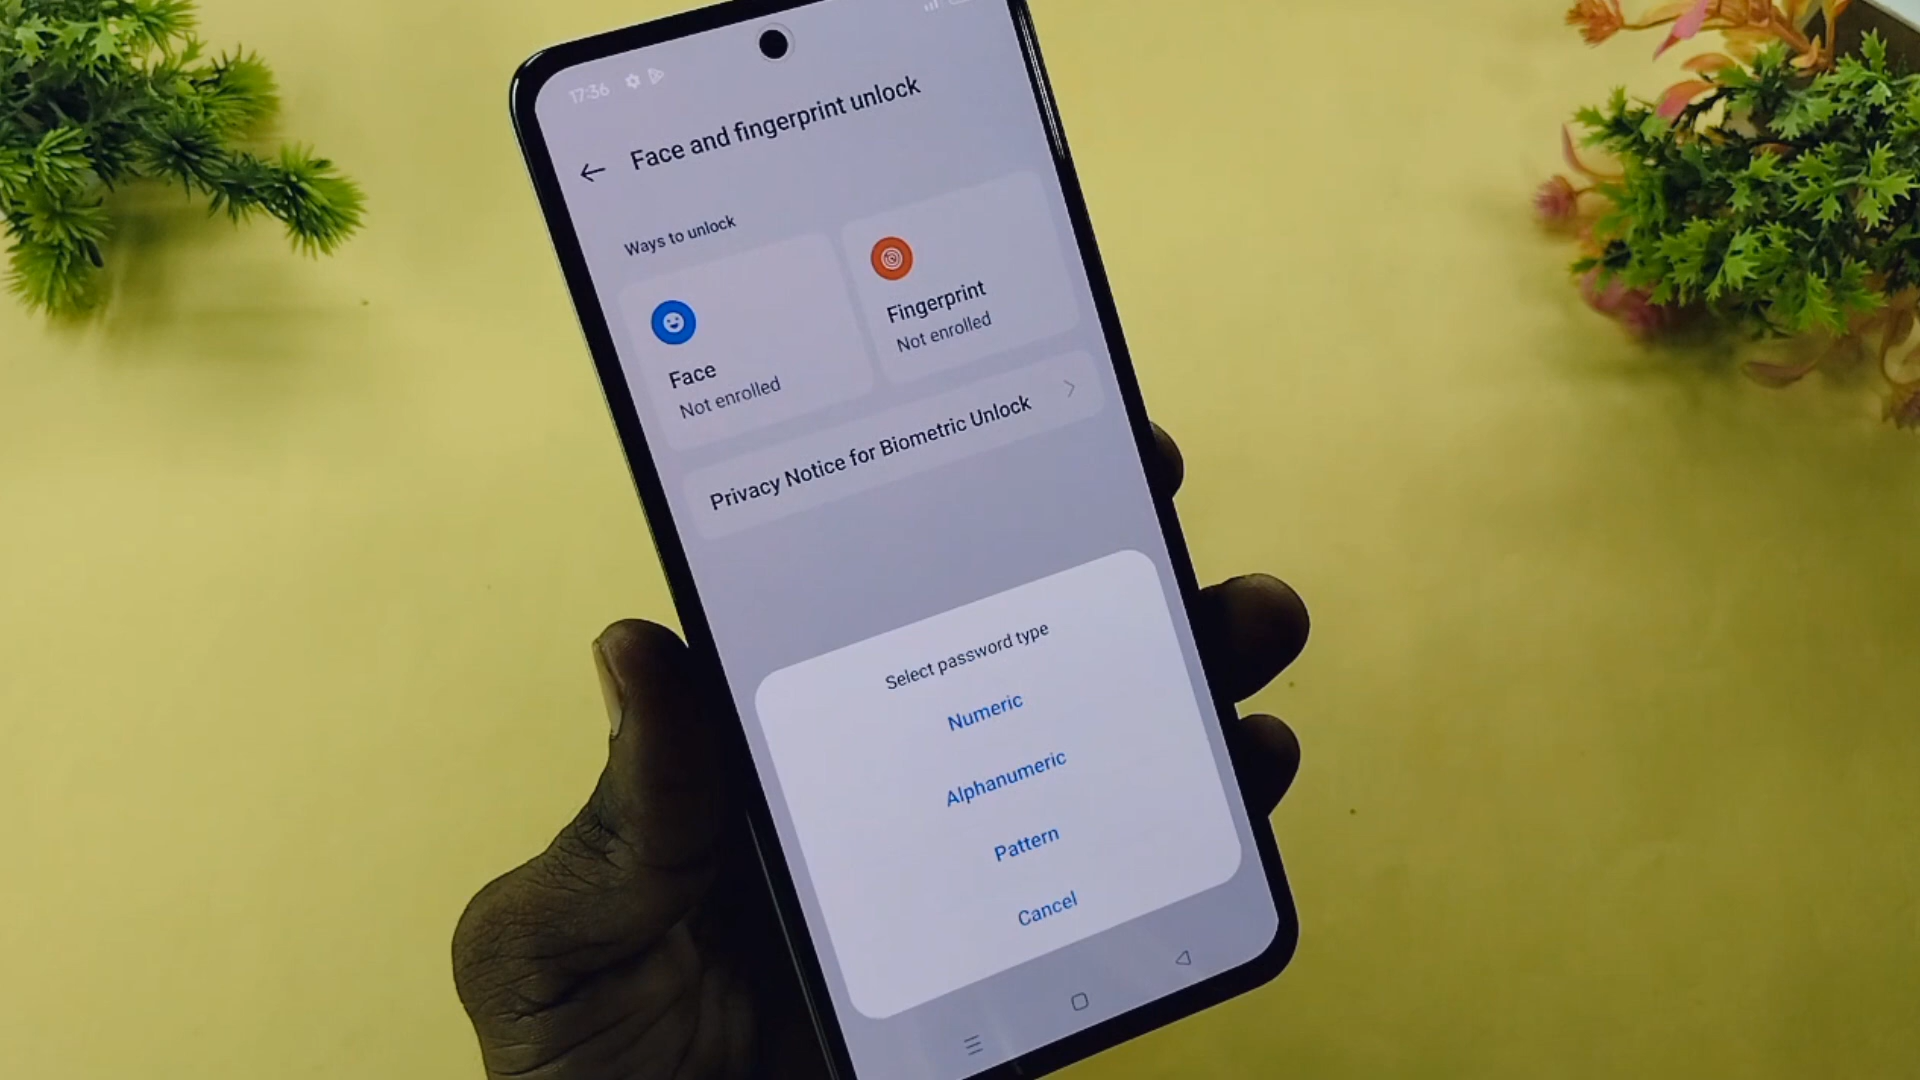 17:36
Face and fingerprint unlock
Ways to unlock
Face
Not enrolled
Fingerprint
Not enrolled
Privacy Notice for Biometric Unlock
Select password type
Numeric
Alphanumeric
Pattern
Cancel